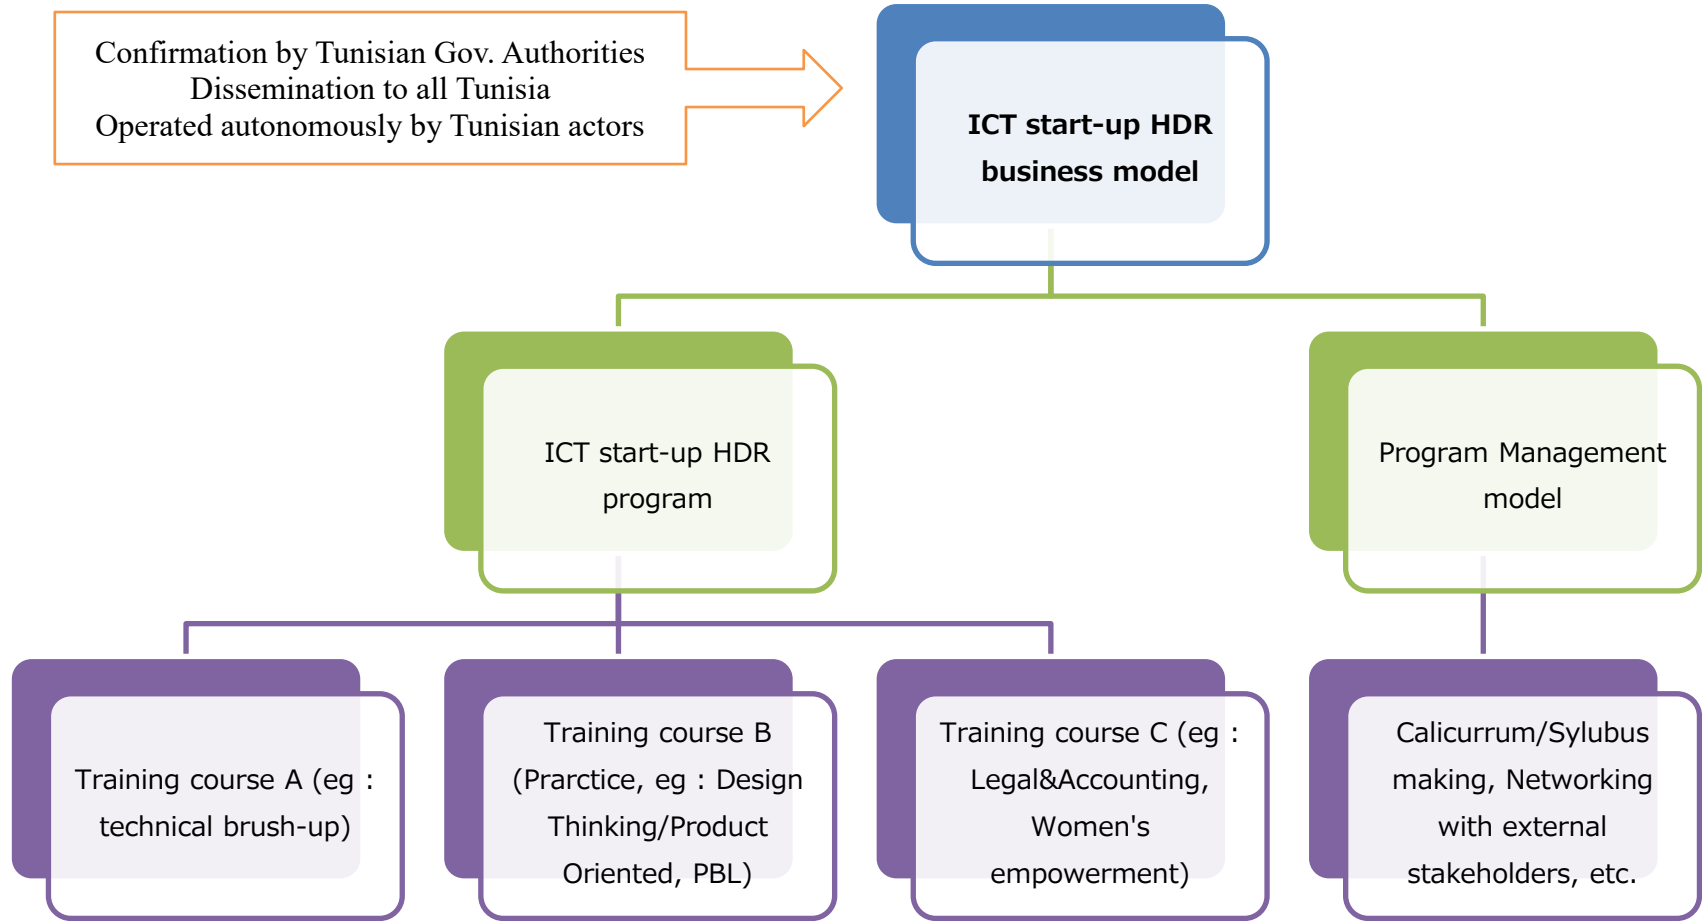 Confirmation by Tunisian Gov. Authorities
Dissemination to all Tunisia
Operated autonomously by Tunisian actors
ICT start-up HDR
business model
ICT start-up HDR
program
Program Management
model
Training course A (eg :
technical brush-up)
Training course B
(Prarctice, eg : Design
Thinking/Product
Oriented, PBL)
Training course C (eg :
Legal&Accounting,
Women's
empowerment)
Calicurrum/Sylubus
making, Networking
with external
stakeholders, etc.